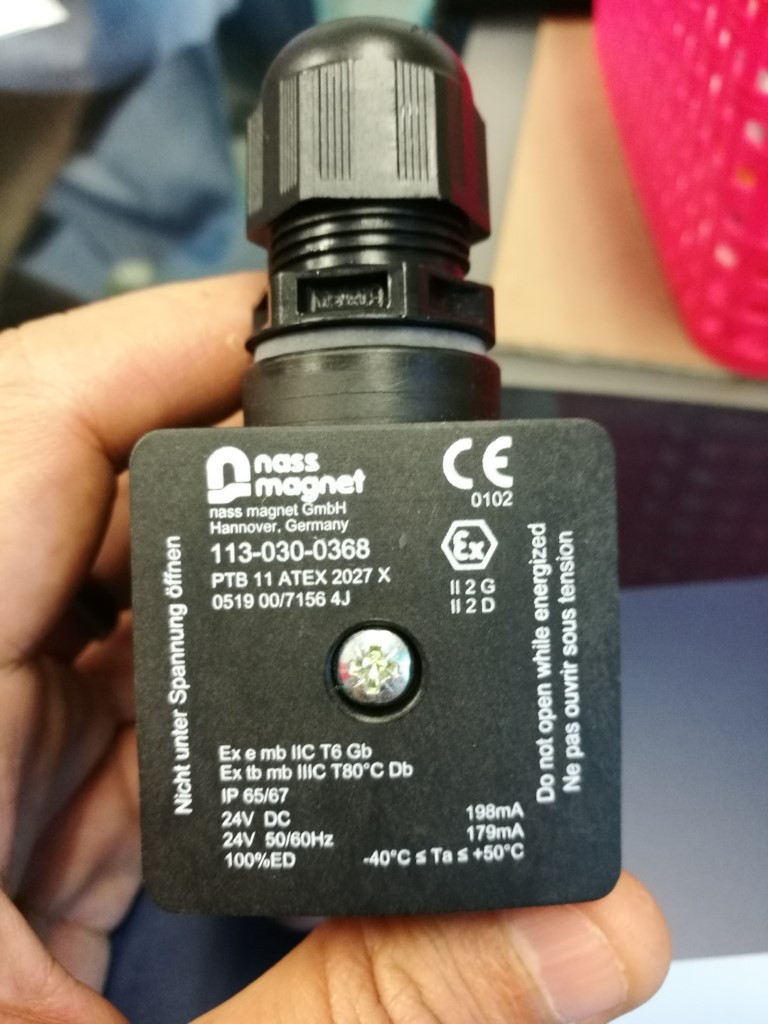 nass
magnet
nass magnet GmbH
Hannover, Germany
113-030-0368
PTB 11 ATEX 2027 X
0519 00/7156 4J
CE
0102
Ex
II 2 G
II 2 D
Nicht unter Spannung öffnen
Do not open while energized
Ne pas ouvrir sous tension
Ex e mb IIC T6 Gb
Ex tb mb IIIC T80°C Db
IP 65/67
24V DC 198mA
24V 50/60Hz 179mA
100%ED -40°C ≤ Ta ≤ +50°C